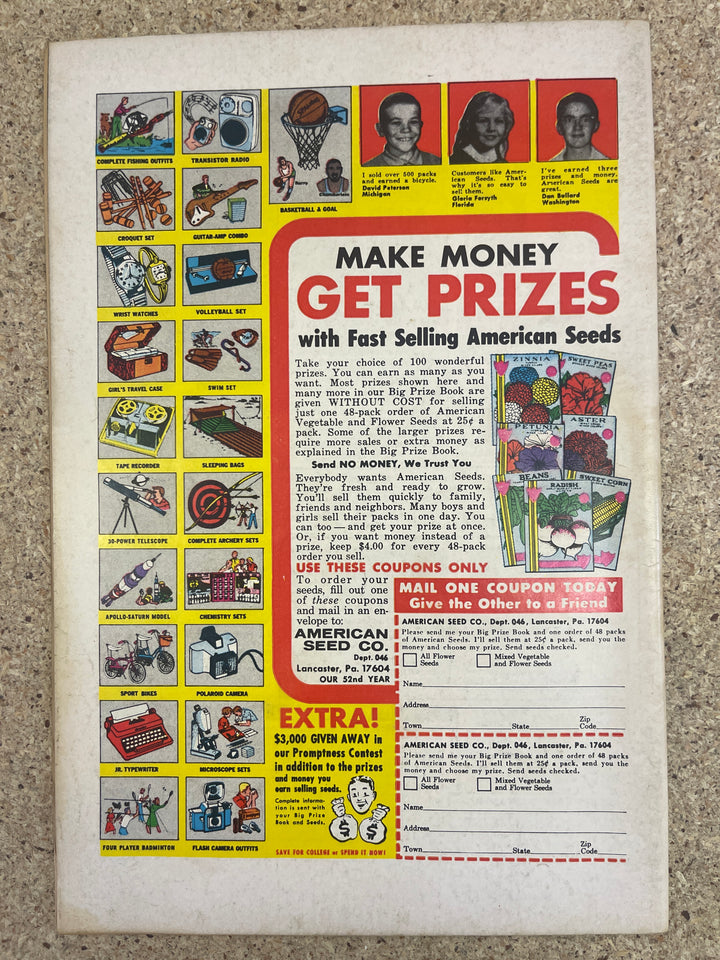 COMPLETE FISHING OUTFITS
TRANSISTOR RADIO
SPALDING
BASKETBALL & GOAL
CROQUET SET
GUITAR-AMP COMBO
WRIST WATCHES
VOLLEYBALL SET
GIRL'S TRAVEL CASE
SWIM SET
TAPE RECORDER
SLEEPING BAGS
30-POWER TELESCOPE
COMPLETE ARCHERY SETS
APOLLO-SATURN MODEL
CHEMISTRY SETS
SPORT BIKES
POLAROID CAMERA
JR. TYPEWRITER
MICROSCOPE SETS
FOUR PLAYER BADMINTON
FLASH CAMERA OUTFITS
I sold over 500 packs
and earned a bicycle.
David Peterson
Michigan
Customers like Amer-
ican Seeds. That's
why it's so easy to
sell them.
Gloria Forsyth
Florida
I've earned three
prizes and money.
American Seeds are
great.
Dan Ballard
Washington
MAKE MONEY
GET PRIZES
with Fast Selling American Seeds
Take your choice of 100 wonderful
prizes. You can earn as many as you
want. Most prizes shown here and
many more in our Big Prize Book are
given WITHOUT COST for selling
just one 48-pack order of American
Vegetable and Flower Seeds at 25¢ a
pack. Some of the larger prizes re-
quire more sales or extra money as
explained in the Big Prize Book.
Send NO MONEY, We Trust You
Everybody wants American Seeds.
They're fresh and ready to grow.
You'll sell them quickly to family,
friends and neighbors. Many boys and
girls sell their packs in one day. You
can too — and get your prize at once.
Or, if you want money instead of a
prize, keep $4.00 for every 48-pack
order you sell.
ZINNIA
SWEET PEAS
PETUNIA
ASTER
BEANS
RADISH
SWEET CORN
USE THESE COUPONS ONLY
To order your
seeds, fill out one
of these coupons
and mail in an en-
velope to:
AMERICAN
SEED CO.
Dept. 046
Lancaster, Pa. 17604
OUR 52nd YEAR
MAIL ONE COUPON TODAY
Give the Other to a Friend
AMERICAN SEED CO., Dept. 046, Lancaster, Pa. 17604
Please send me your Big Prize Book and one order of 48 packs
of American Seeds. I'll sell them at 25¢ a pack, send you the
money and choose my prize. Send seeds checked.
All Flower Seeds
Mixed Vegetable and Flower Seeds
Name
Address
Town State Zip Code
AMERICAN SEED CO., Dept. 046, Lancaster, Pa. 17604
Please send me your Big Prize Book and one order of 48 packs
of American Seeds. I'll sell them at 25¢ a pack, send you the
money and choose my prize. Send seeds checked.
All Flower Seeds
Mixed Vegetable and Flower Seeds
Name
Address
Town State Zip Code
EXTRA!
$3,000 GIVEN AWAY in
our Promptness Contest
in addition to the prizes
and money you
earn selling seeds.
Complete informa-
tion is sent with
your Big Prize
Book and Seeds.
$ $
SAVE FOR COLLEGE or SPEND IT NOW!